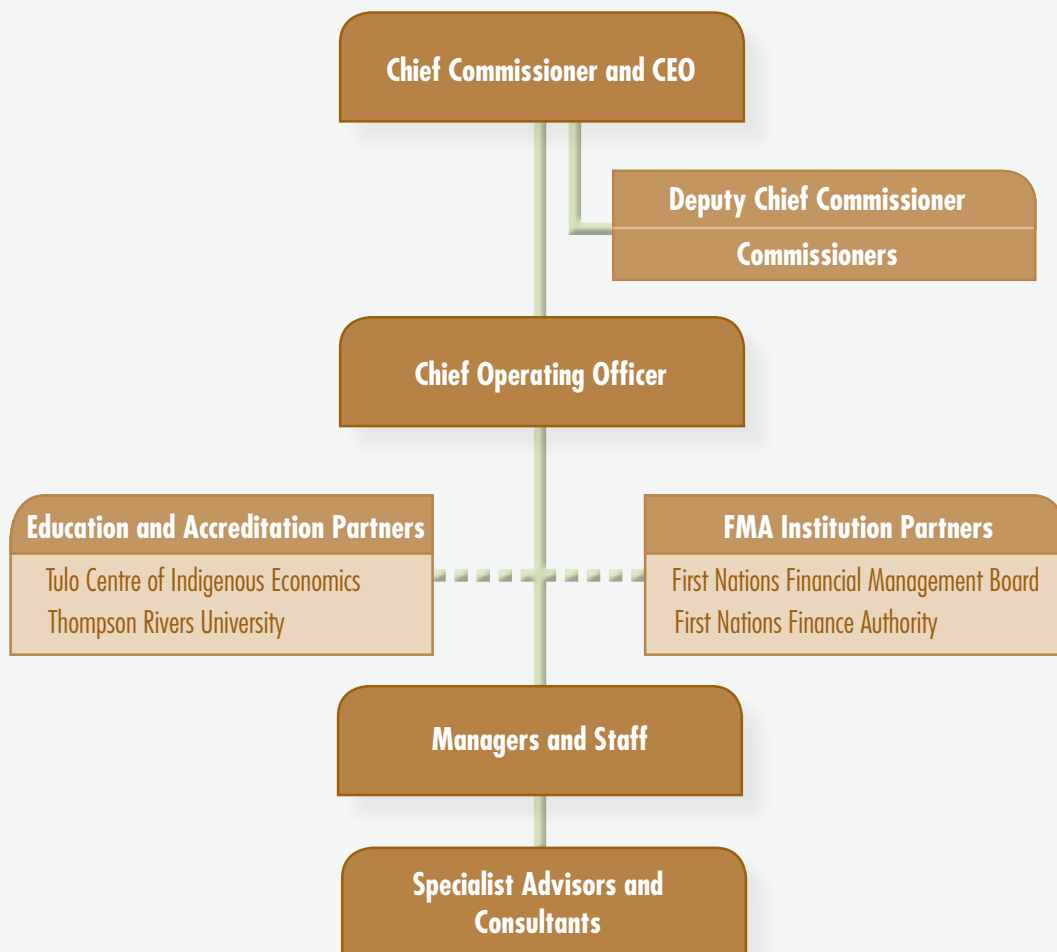 Chief Commissioner and CEO
Deputy Chief Commissioner
Commissioners
Chief Operating Officer
Education and Accreditation Partners
Tulo Centre of Indigenous Economics
Thompson Rivers University
FMA Institution Partners
First Nations Financial Management Board
First Nations Finance Authority
Managers and Staff
Specialist Advisors and
Consultants